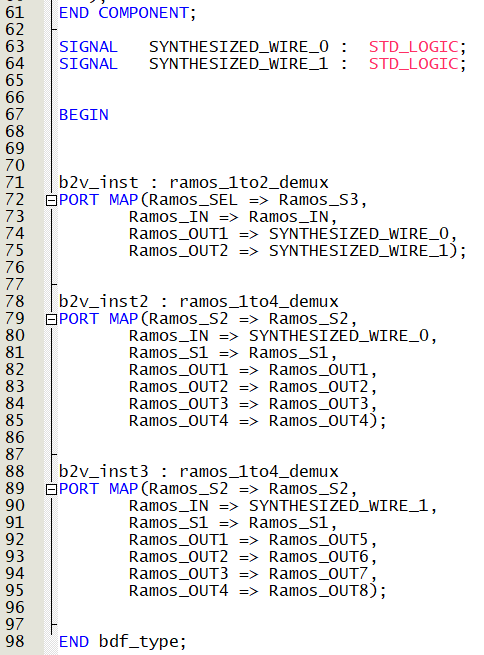 61 END COMPONENT;
62
63 SIGNAL   SYNTHESIZED_WIRE_0 :  STD_LOGIC;
64 SIGNAL   SYNTHESIZED_WIRE_1 :  STD_LOGIC;
65
66
67 BEGIN
68
69
70
71 b2v_inst : ramos_1to2_demux
72 PORT MAP(Ramos_SEL => Ramos_S3,
73         Ramos_IN => Ramos_IN,
74         Ramos_OUT1 => SYNTHESIZED_WIRE_0,
75         Ramos_OUT2 => SYNTHESIZED_WIRE_1);
76
77
78 b2v_inst2 : ramos_1to4_demux
79 PORT MAP(Ramos_S2 => Ramos_S2,
80         Ramos_IN => SYNTHESIZED_WIRE_0,
81         Ramos_S1 => Ramos_S1,
82         Ramos_OUT1 => Ramos_OUT1,
83         Ramos_OUT2 => Ramos_OUT2,
84         Ramos_OUT3 => Ramos_OUT3,
85         Ramos_OUT4 => Ramos_OUT4);
86
87
88 b2v_inst3 : ramos_1to4_demux
89 PORT MAP(Ramos_S2 => Ramos_S2,
90         Ramos_IN => SYNTHESIZED_WIRE_1,
91         Ramos_S1 => Ramos_S1,
92         Ramos_OUT1 => Ramos_OUT5,
93         Ramos_OUT2 => Ramos_OUT6,
94         Ramos_OUT3 => Ramos_OUT7,
95         Ramos_OUT4 => Ramos_OUT8);
96
97
98 END bdf_type;